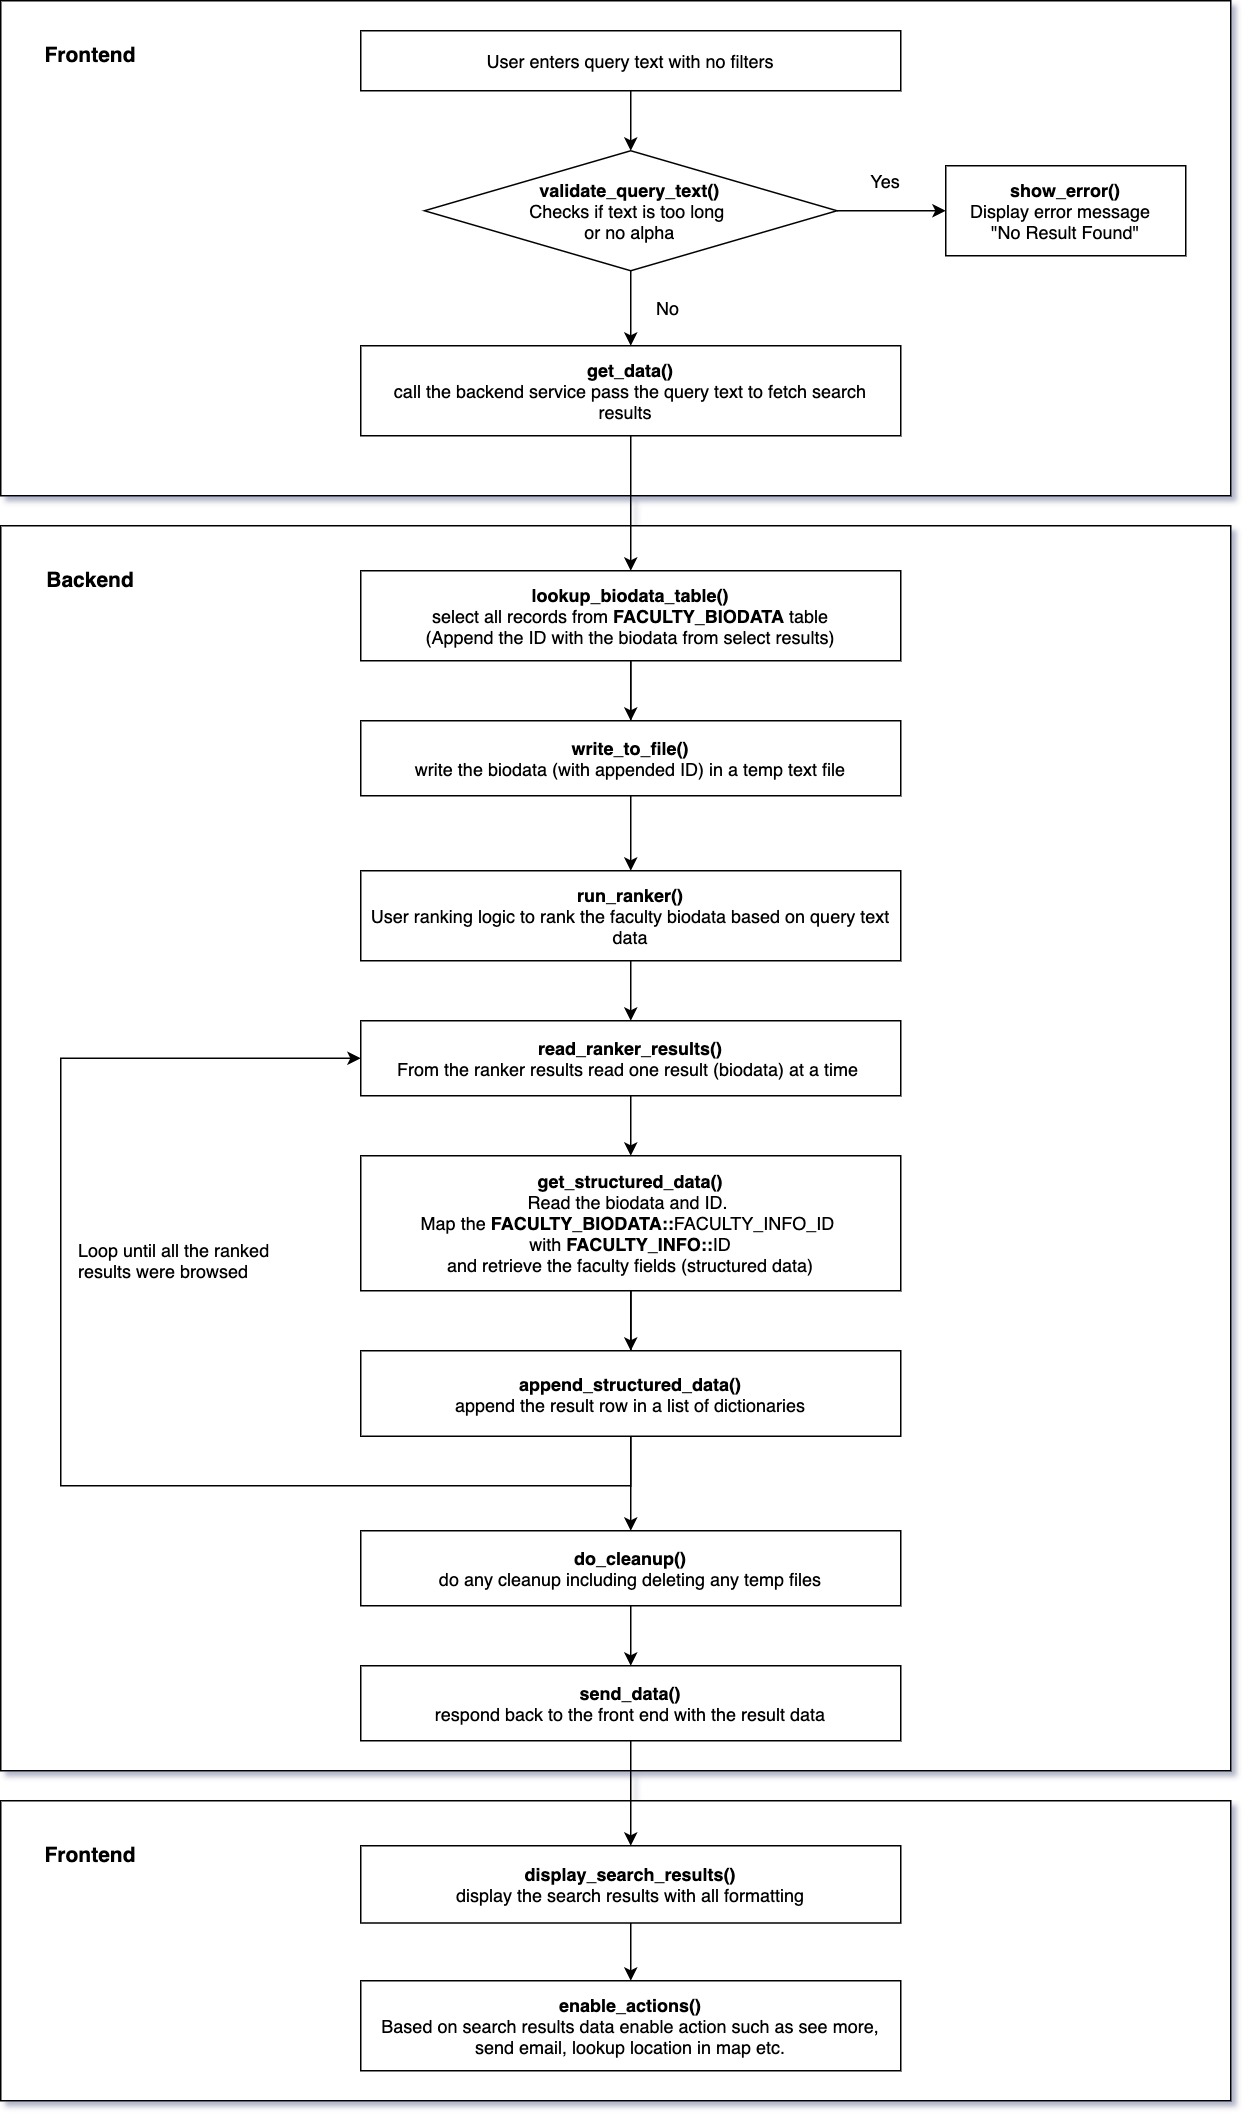 Frontend
User enters query text with no filters
validate_query_text()
Checks if text is too long
or no alpha
Yes
show_error()
Display error message
"No Result Found"
No
get_data()
call the backend service pass the query text to fetch search
results
Backend
lookup_biodata_table()
select all records from FACULTY_BIODATA table
(Append the ID with the biodata from select results)
write_to_file()
write the biodata (with appended ID) in a temp text file
run_ranker()
User ranking logic to rank the faculty biodata based on query text
data
read_ranker_results()
From the ranker results read one result (biodata) at a time
get_structured_data()
Read the biodata and ID.
Map the FACULTY_BIODATA::FACULTY_INFO_ID
with FACULTY_INFO::ID
and retrieve the faculty fields (structured data)
Loop until all the ranked
results were browsed
append_structured_data()
append the result row in a list of dictionaries
do_cleanup()
do any cleanup including deleting any temp files
send_data()
respond back to the front end with the result data
Frontend
display_search_results()
display the search results with all formatting
enable_actions()
Based on search results data enable action such as see more,
send email, lookup location in map etc.